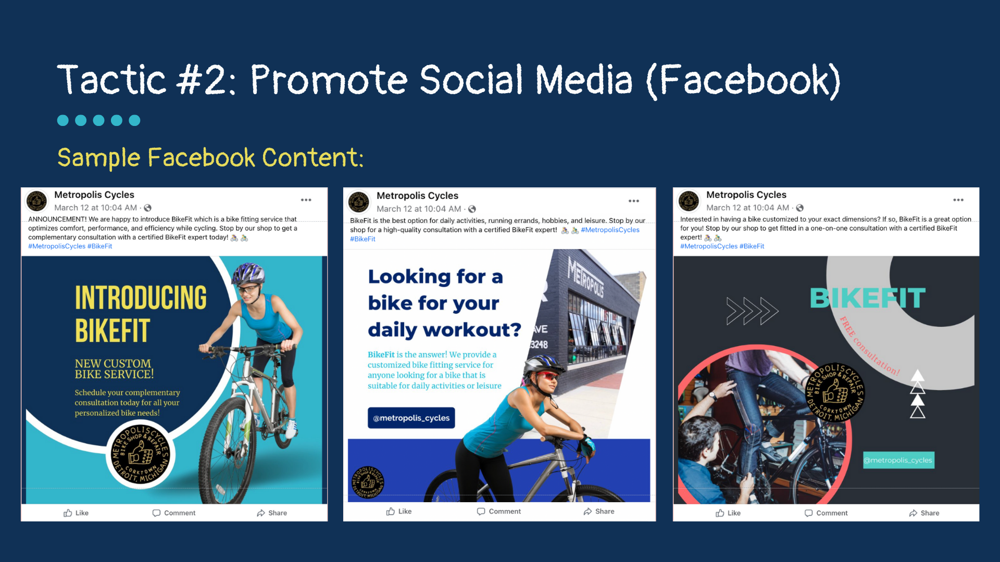 Tactic #2: Promote Social Media (Facebook)
Sample Facebook Content:
Metropolis Cycles
March 12 at 10:04 AM ·
ANNOUNCEMENT! We are happy to introduce BikeFit which is a bike fitting service that
optimizes comfort, performance, and efficiency while cycling. Stop by our shop to get a
complementary consultation with a certified BikeFit expert today! 🚴 🚴
#MetropolisCycles #BikeFit
INTRODUCING
BIKEFIT
NEW CUSTOM
BIKE SERVICE!
Schedule your complementary
consultation today for all your
personalized bike needs!
METROPOLIS CYCLES
BIKE SHOP & REPAIR
CORKTOWN
DETROIT, MICHIGAN
Like Comment Share
Metropolis Cycles
March 12 at 10:04 AM ·
BikeFit is the best option for daily activities, running errands, hobbies, and leisure. Stop by our
shop for a high-quality consultation with a certified BikeFit expert! 🚴 🚴 #MetropolisCycles
#BikeFit
Looking for a
bike for your
daily workout?
METROPOLIS
R
AVE
3248
BikeFit is the answer! We provide a
customized bike fitting service for
anyone looking for a bike that is
suitable for daily activities or leisure
@metropolis_cycles
METROPOLIS CYCLES
BIKE SHOP & REPAIR
CORKTOWN
DETROIT, MICHIGAN
Like Comment Share
Metropolis Cycles
March 12 at 10:04 AM ·
Interested in having a bike customized to your exact dimensions? If so, BikeFit is a great option
for you! Stop by our shop to get fitted in a one-on-one consultation with a certified BikeFit
expert! 🚴 🚴
#MetropolisCycles #BikeFit
BIKEFIT
FREE consultation!
METROPOLIS CYCLES
BIKE SHOP & REPAIR
CORKTOWN
DETROIT, MICHIGAN
@metropolis_cycles
Like Comment Share